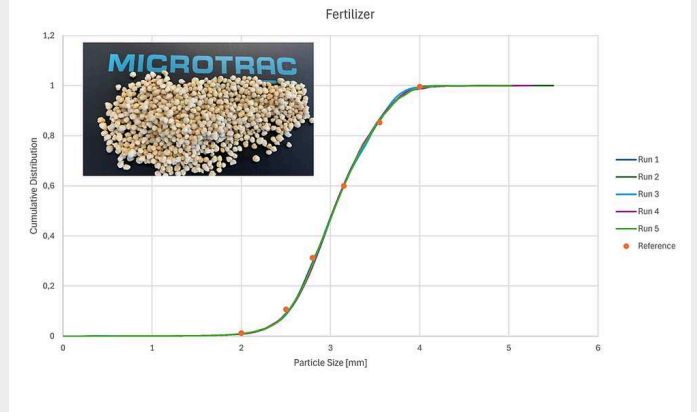 Fertilizer
1,2
1
0,8
0,6
0,4
0,2
0
Cumulative Distribution
MICROTRAC
0 1 2 3 4 5 6
Particle Size [mm]
Run 1
Run 2
Run 3
Run 4
Run 5
Reference